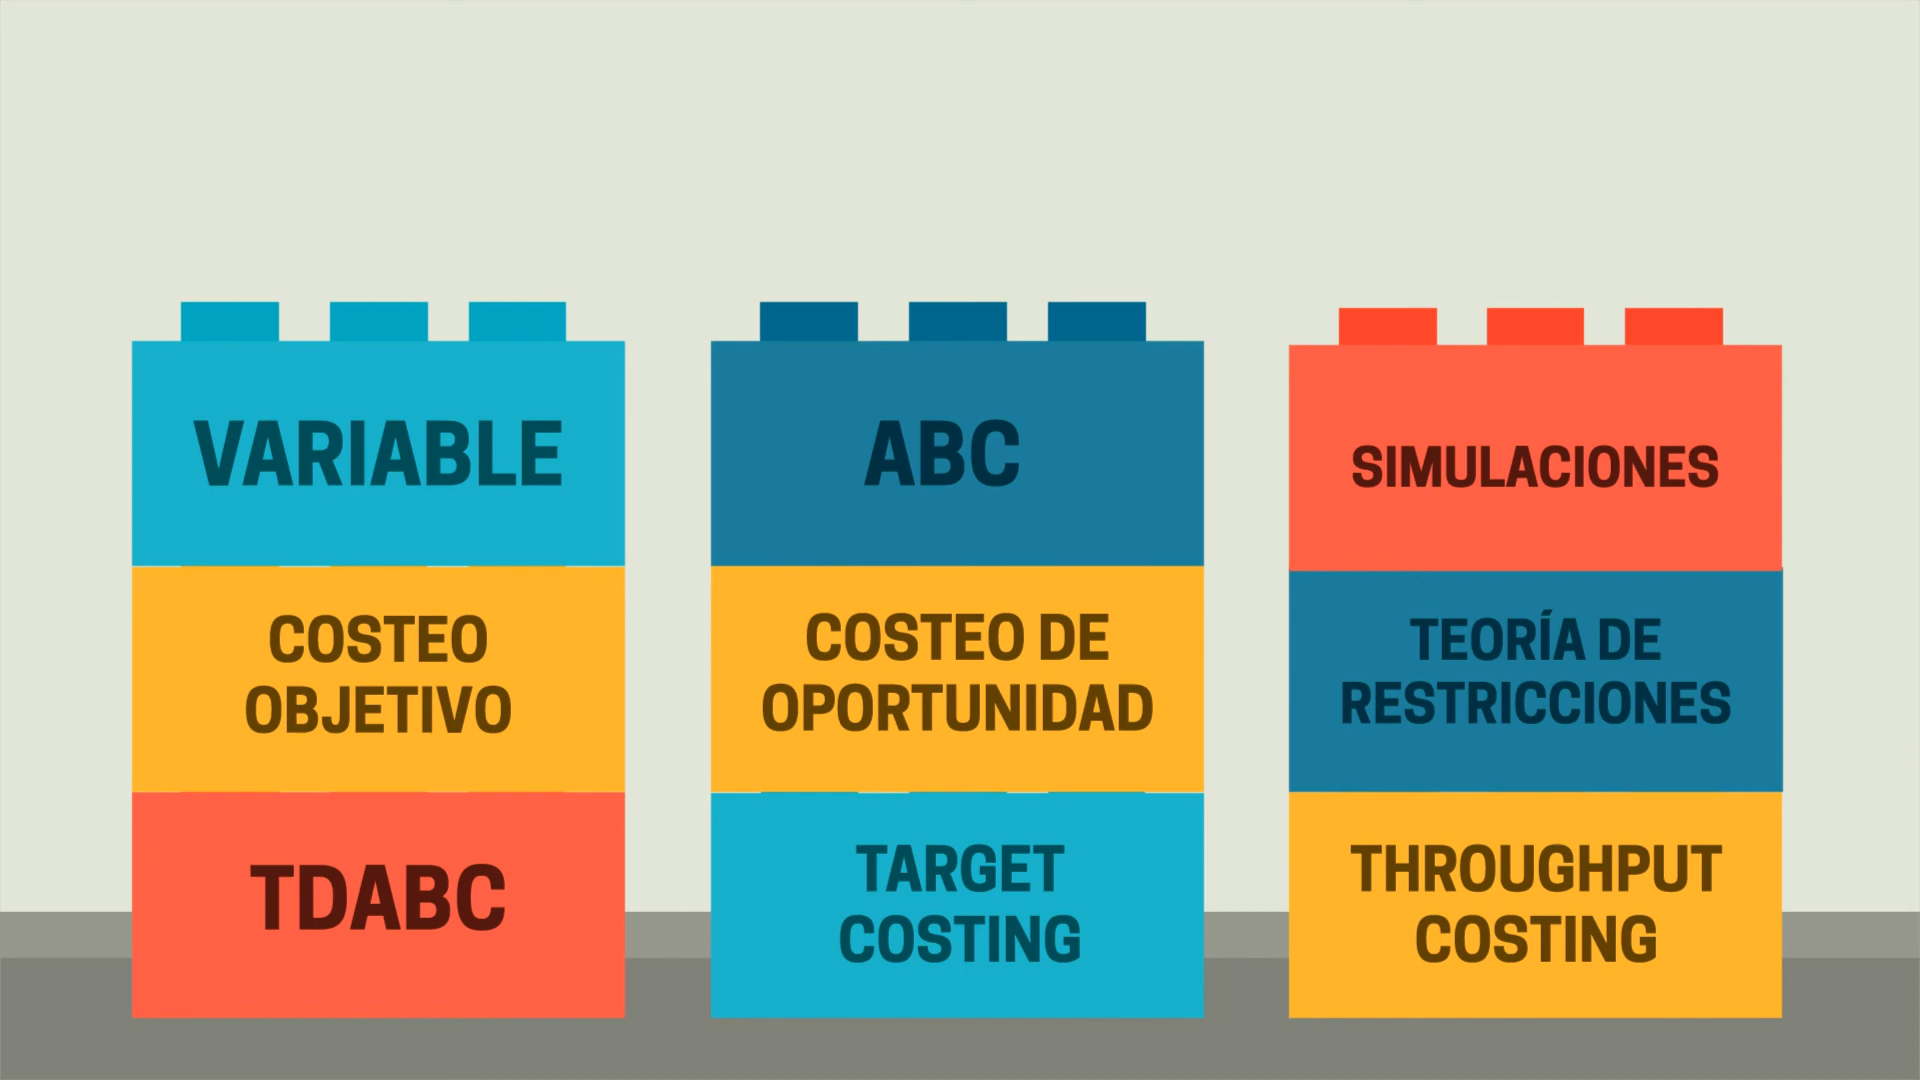 VARIABLE
COSTEO
OBJETIVO
TDABC
ABC
COSTEO DE
OPORTUNIDAD
TARGET
COSTING
SIMULACIONES
TEORÍA DE
RESTRICCIONES
THROUGHPUT
COSTING